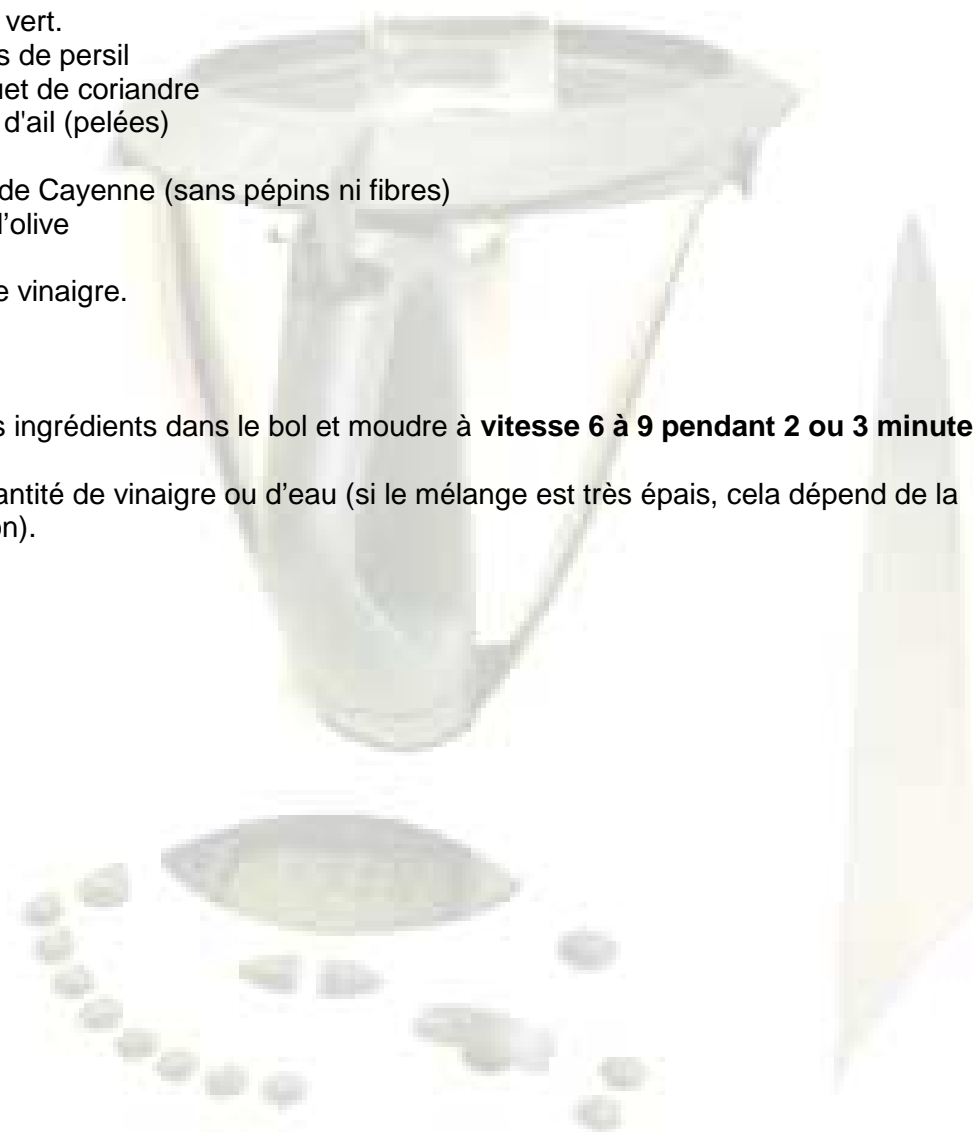 vert.
s de persil
uet de coriandre
d'ail (pelées)
de Cayenne (sans pépins ni fibres)
l’olive
e vinaigre.
s ingrédients dans le bol et moudre à vitesse 6 à 9 pendant 2 ou 3 minute
antité de vinaigre ou d’eau (si le mélange est très épais, cela dépend de la
on).